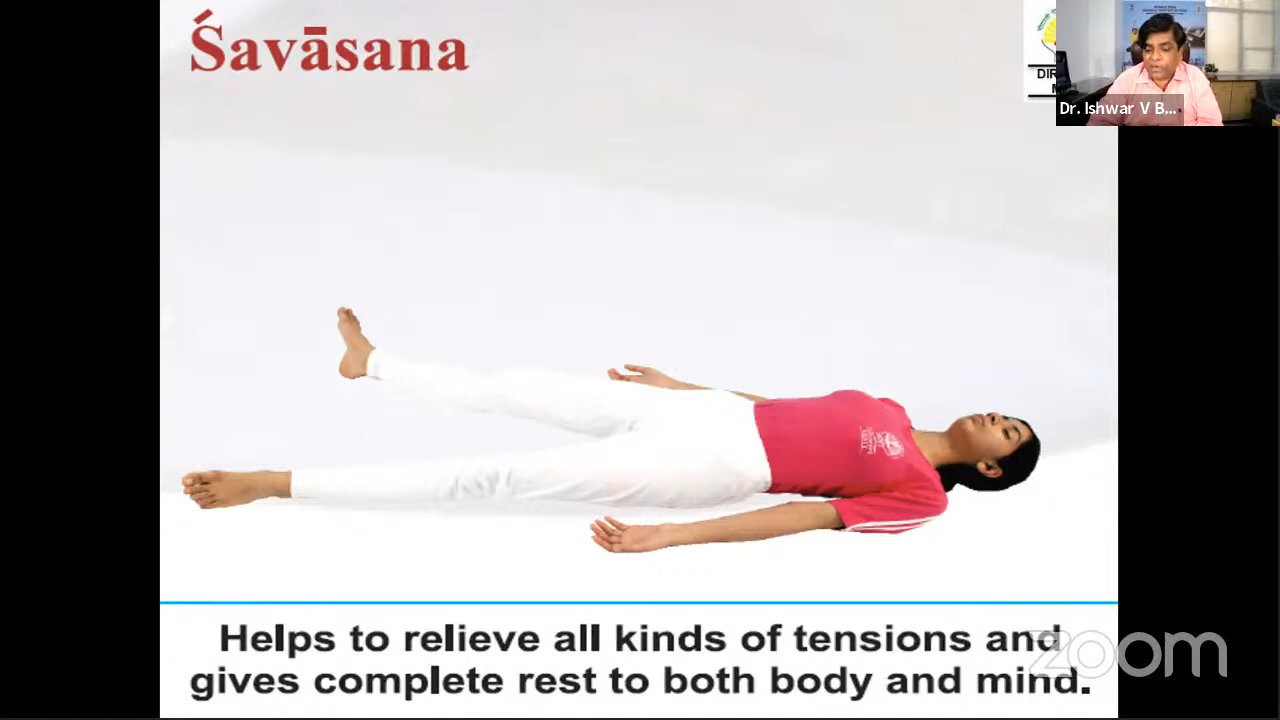 Śavāsana
DIR
Dr. Ishwar V B...
Helps to relieve all kinds of tensions and
gives complete rest to both body and mind.
zoom